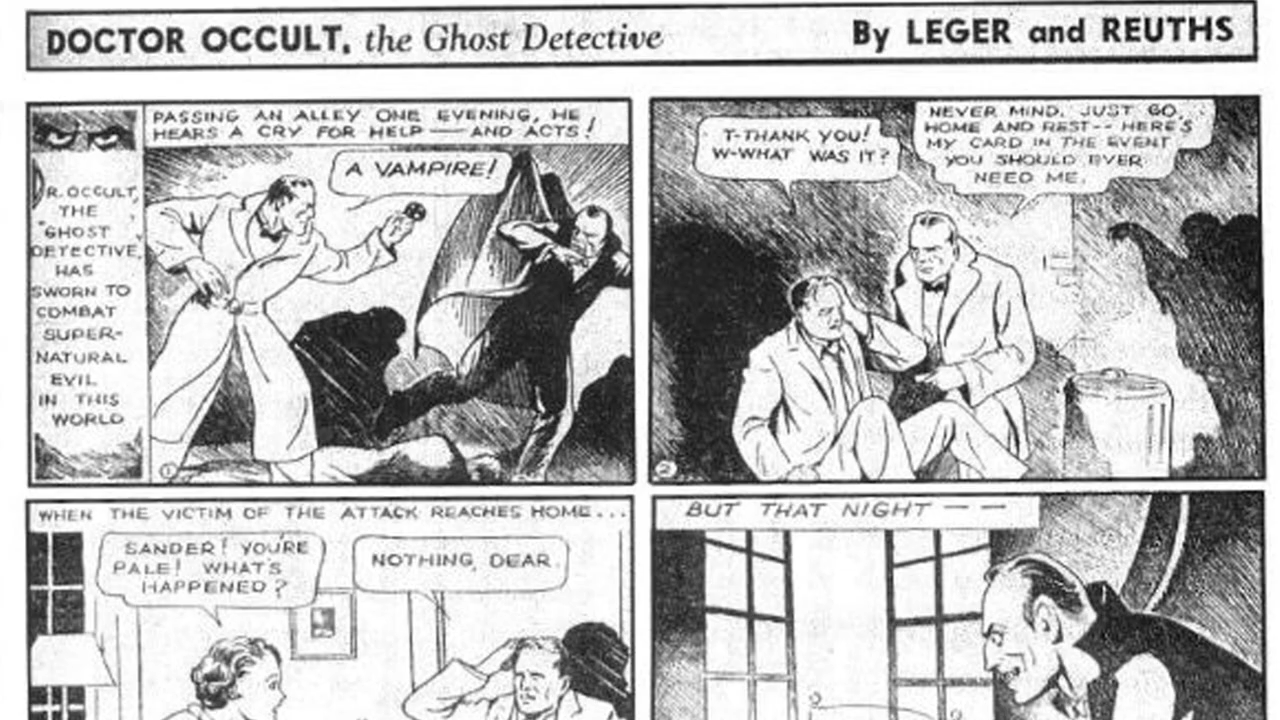 DOCTOR OCCULT, the Ghost Detective
By LEGER and REUTHS
DR. OCCULT,
THE
"GHOST
DETECTIVE,
HAS
SWORN TO
COMBAT
SUPER-
NATURAL
EVIL
IN THIS
WORLD
PASSING AN ALLEY ONE EVENING, HE
HEARS A CRY FOR HELP — AND ACTS!
A VAMPIRE!
1
T-THANK YOU!
W-WHAT WAS IT?
NEVER MIND. JUST GO
HOME AND REST-- HERE'S
MY CARD IN THE EVENT
YOU SHOULD EVER
NEED ME.
2
WHEN THE VICTIM OF THE ATTACK REACHES HOME...
SANDER! YOU'RE
PALE! WHAT'S
HAPPENED?
NOTHING, DEAR.
BUT THAT NIGHT — —